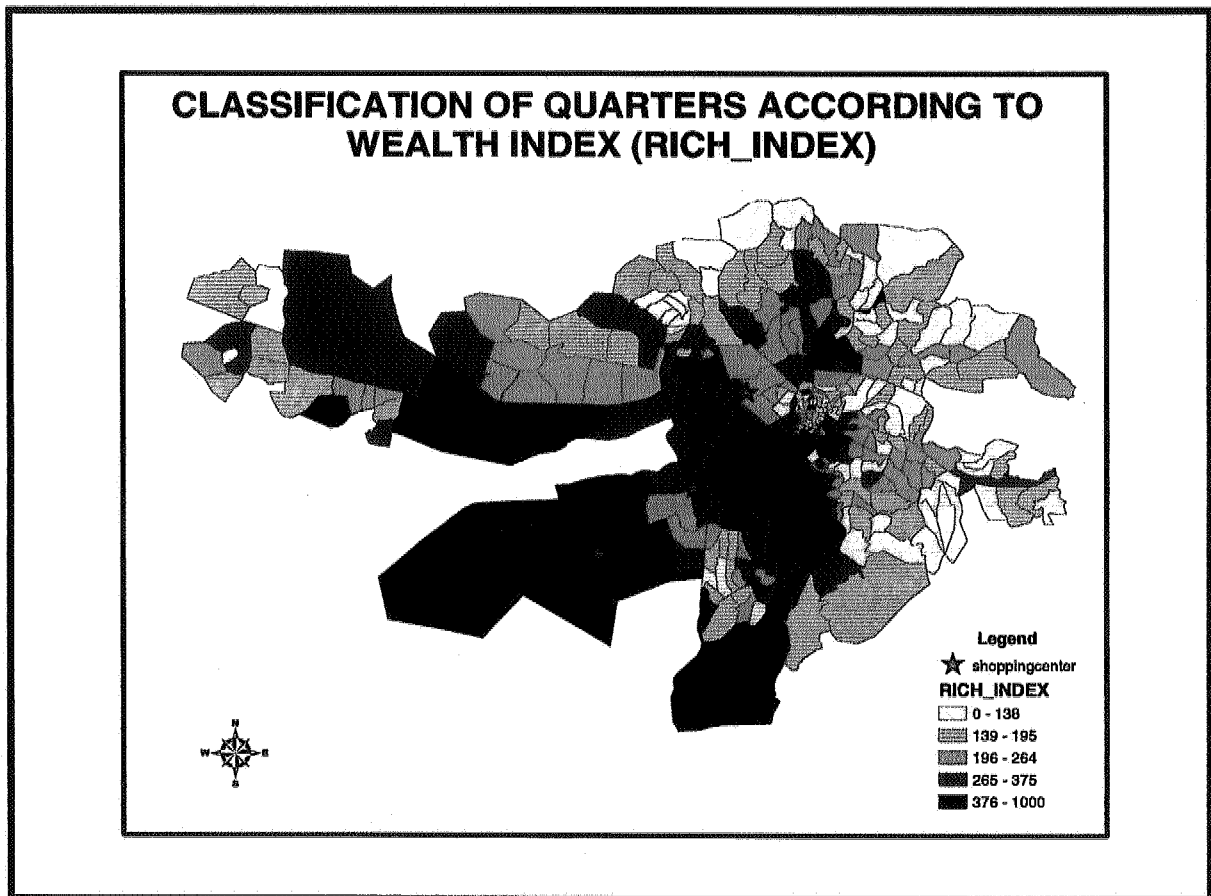 CLASSIFICATION OF QUARTERS ACCORDING TO
WEALTH INDEX (RICH_INDEX)
Legend
shoppingcenter
RICH_INDEX
0 - 138
139 - 195
196 - 264
265 - 375
376 - 1000
N
W E
S